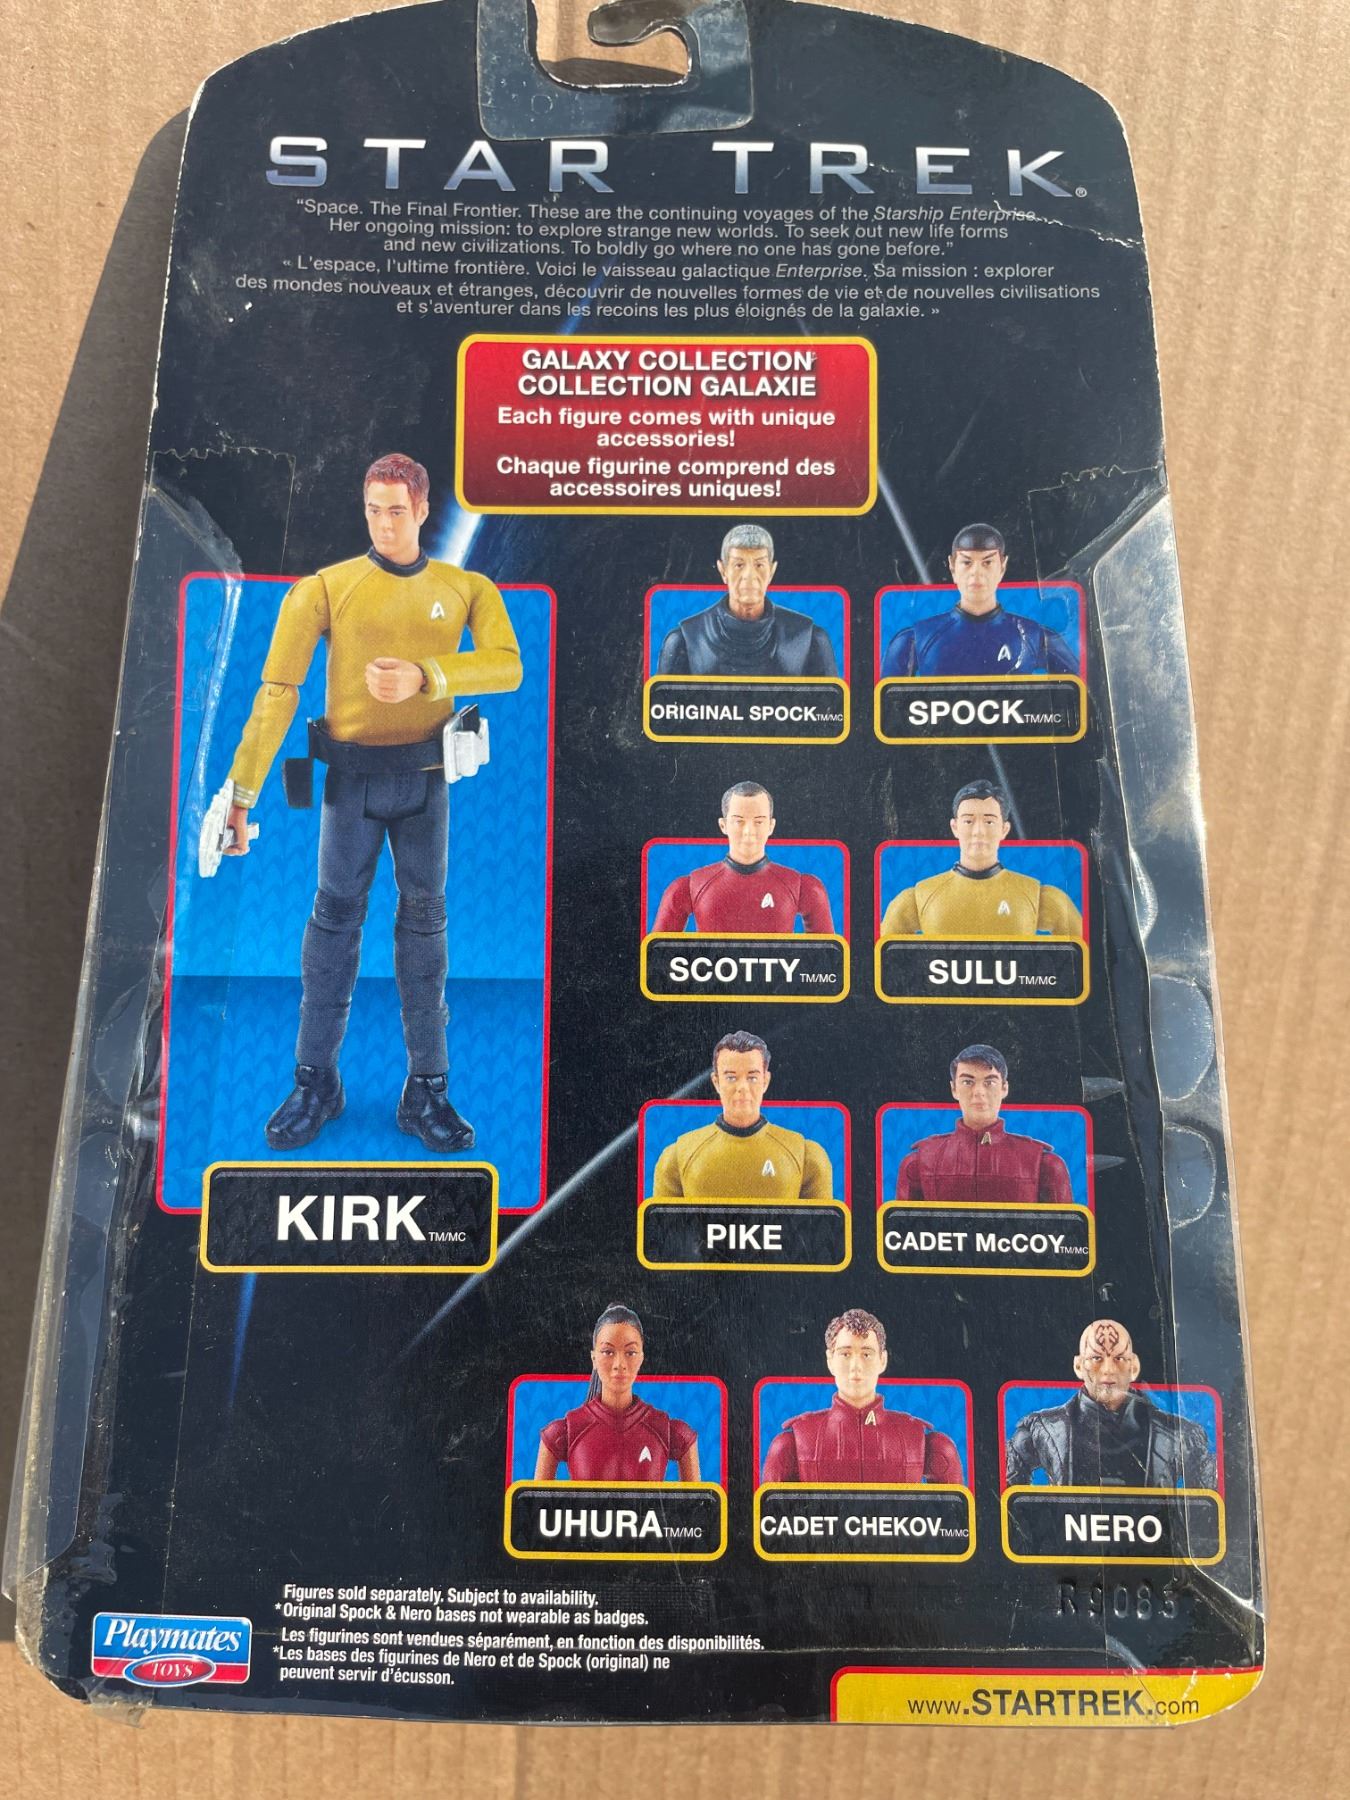 STAR TREK®
"Space. The Final Frontier. These are the continuing voyages of the Starship Enterprise...
Her ongoing mission: to explore strange new worlds. To seek out new life forms
and new civilizations. To boldly go where no one has gone before."
« L'espace, l'ultime frontière. Voici le vaisseau galactique Enterprise. Sa mission : explorer
des mondes nouveaux et étranges, découvrir de nouvelles formes de vie et de nouvelles civilisations
et s'aventurer dans les recoins les plus éloignés de la galaxie. »
GALAXY COLLECTION
COLLECTION GALAXIE
Each figure comes with unique
accessories!
Chaque figurine comprend des
accessoires uniques!
ORIGINAL SPOCK TM/MC
SPOCK TM/MC
SCOTTY TM/MC
SULU TM/MC
KIRK TM/MC
PIKE
CADET McCOY TM/MC
UHURA TM/MC
CADET CHEKOV TM/MC
NERO
R9085
Figures sold separately. Subject to availability.
*Original Spock & Nero bases not wearable as badges.
Les figurines sont vendues séparément, en fonction des disponibilités.
*Les bases des figurines de Nero et de Spock (original) ne
peuvent servir d'écusson.
Playmates
TOYS
www.STARTREK.com